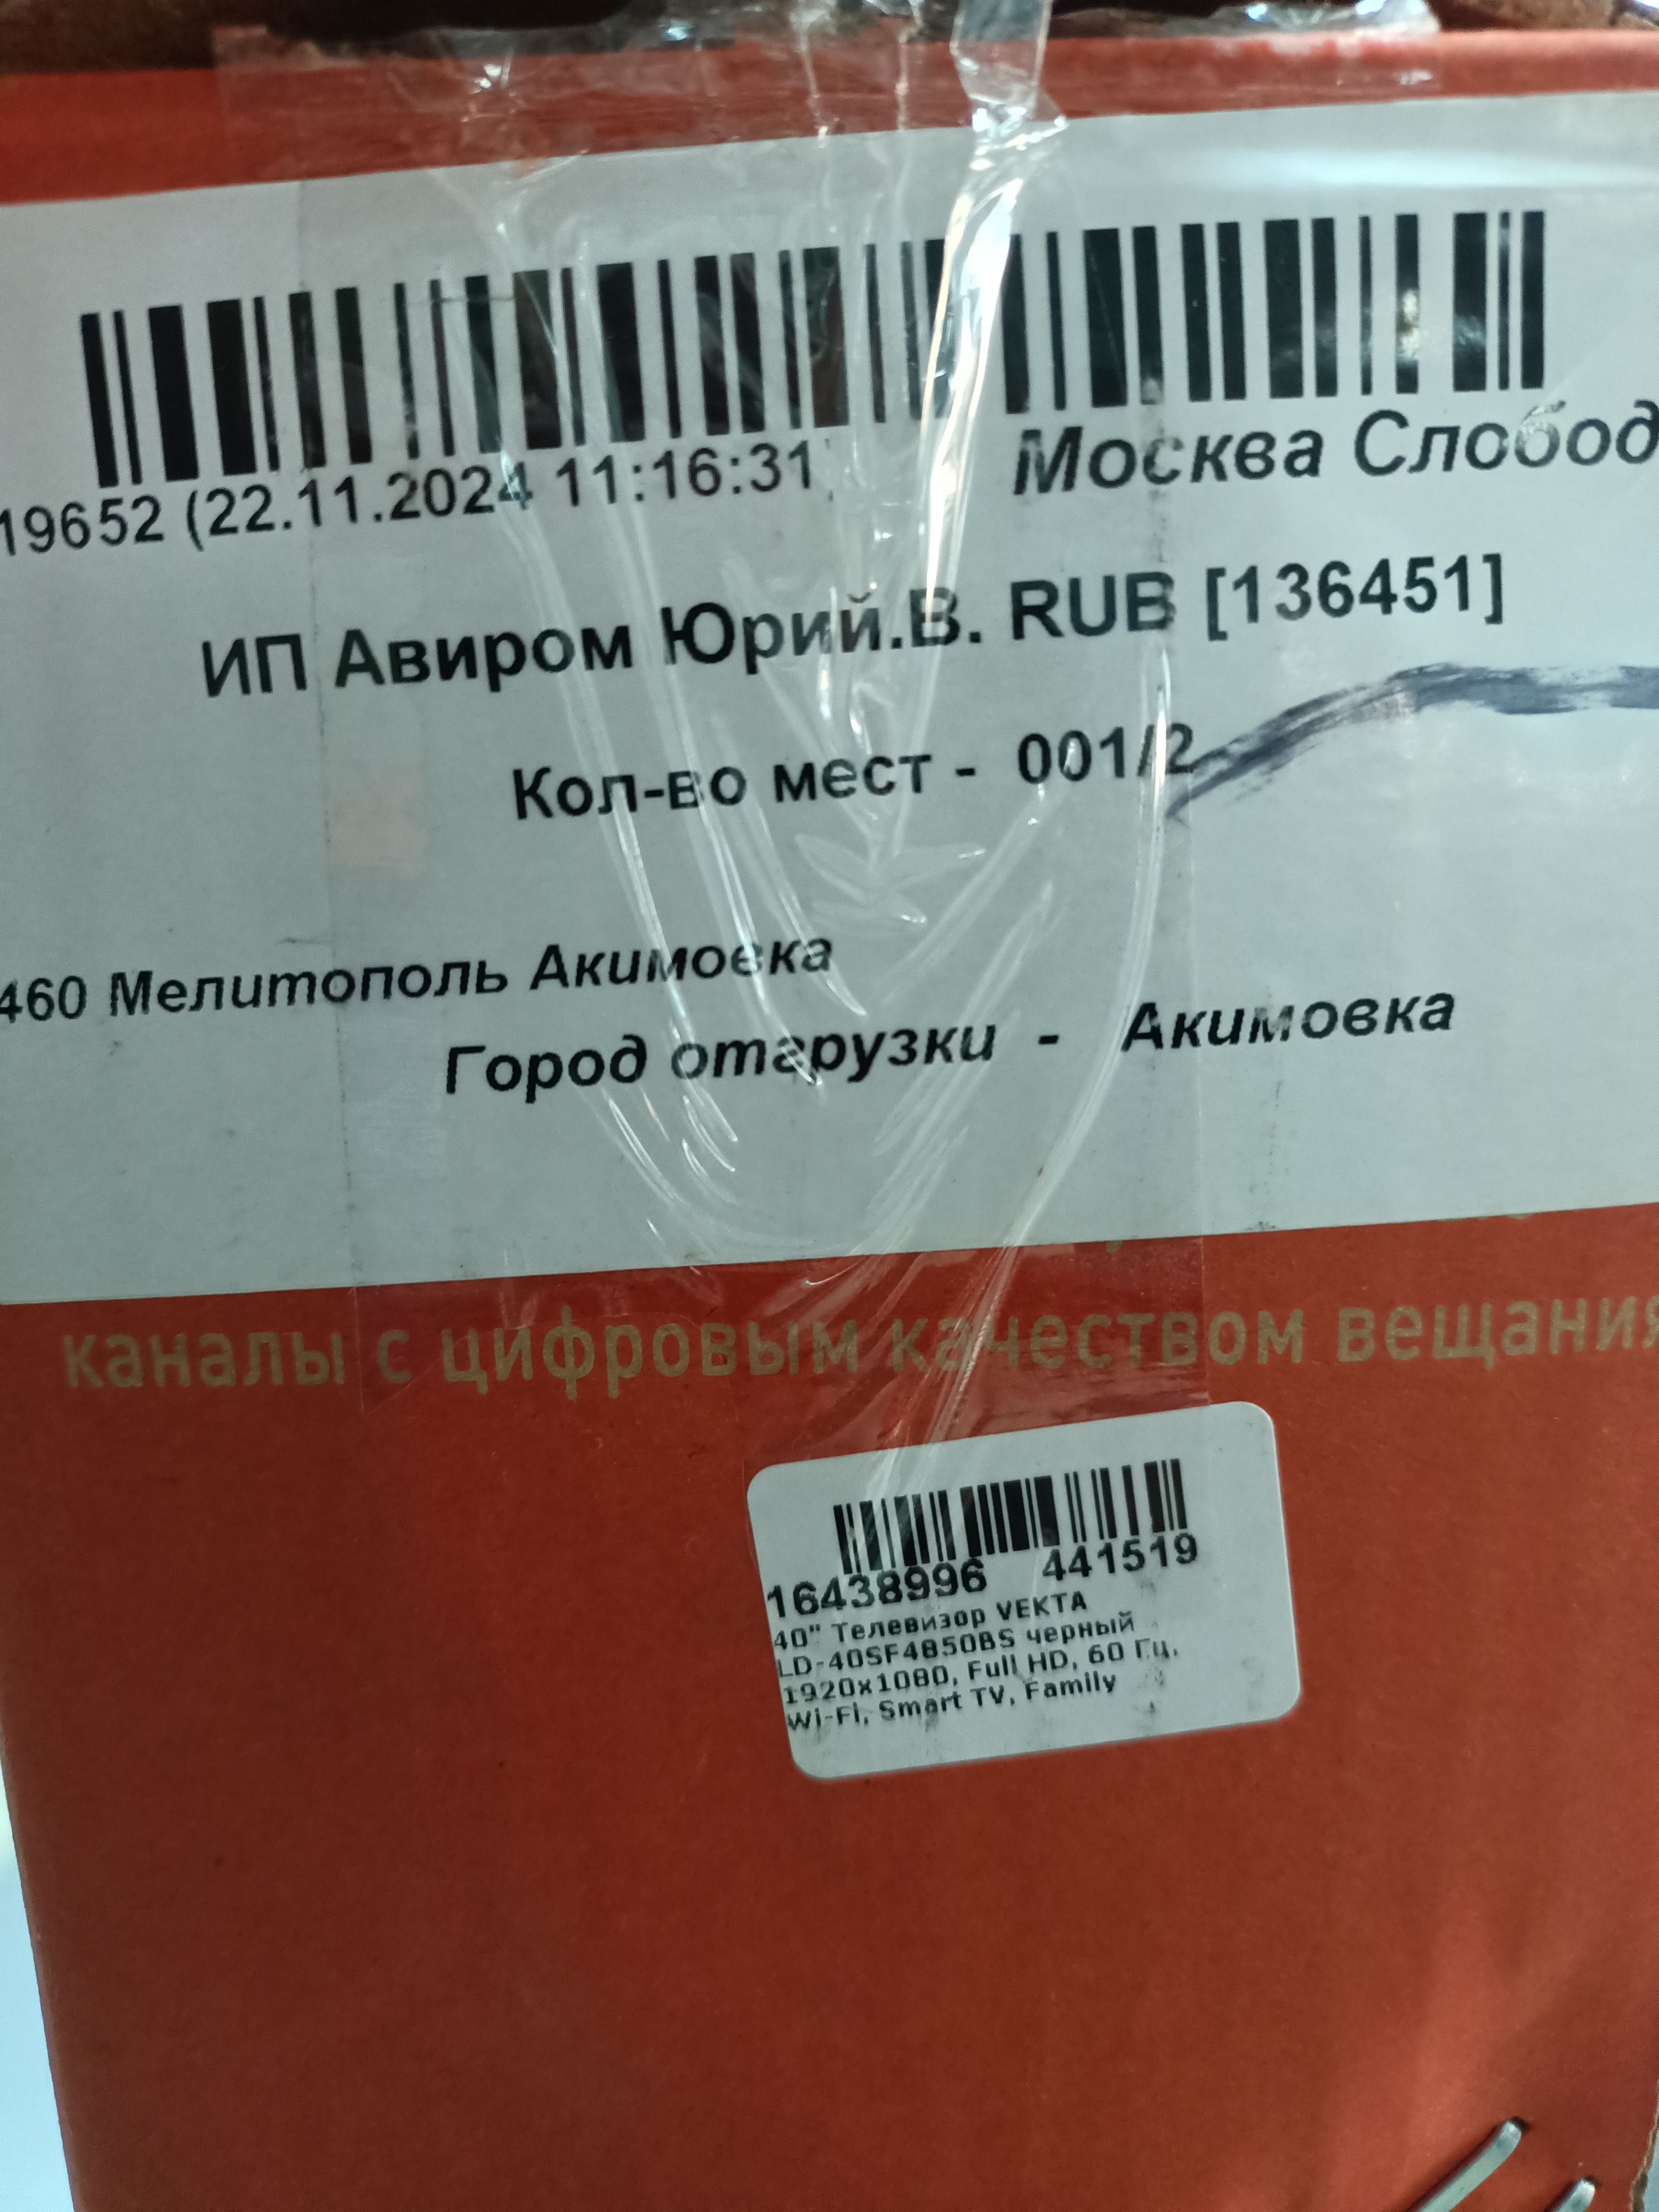 19652 (22.11.2024 11:16:31) Москва Слобод
ИП Авиром Юрий.В. RUB [136451]
Кол-во мест - 001/2
460 Мелитополь Акимовка
Город отгрузки - Акимовка
каналы с цифровым качеством вещания
16438996 441519
40" Телевизор VEKTA
LD-40SF4850BS черный
1920x1080, Full HD, 60 Гц,
Wi-Fi, Smart TV, Family